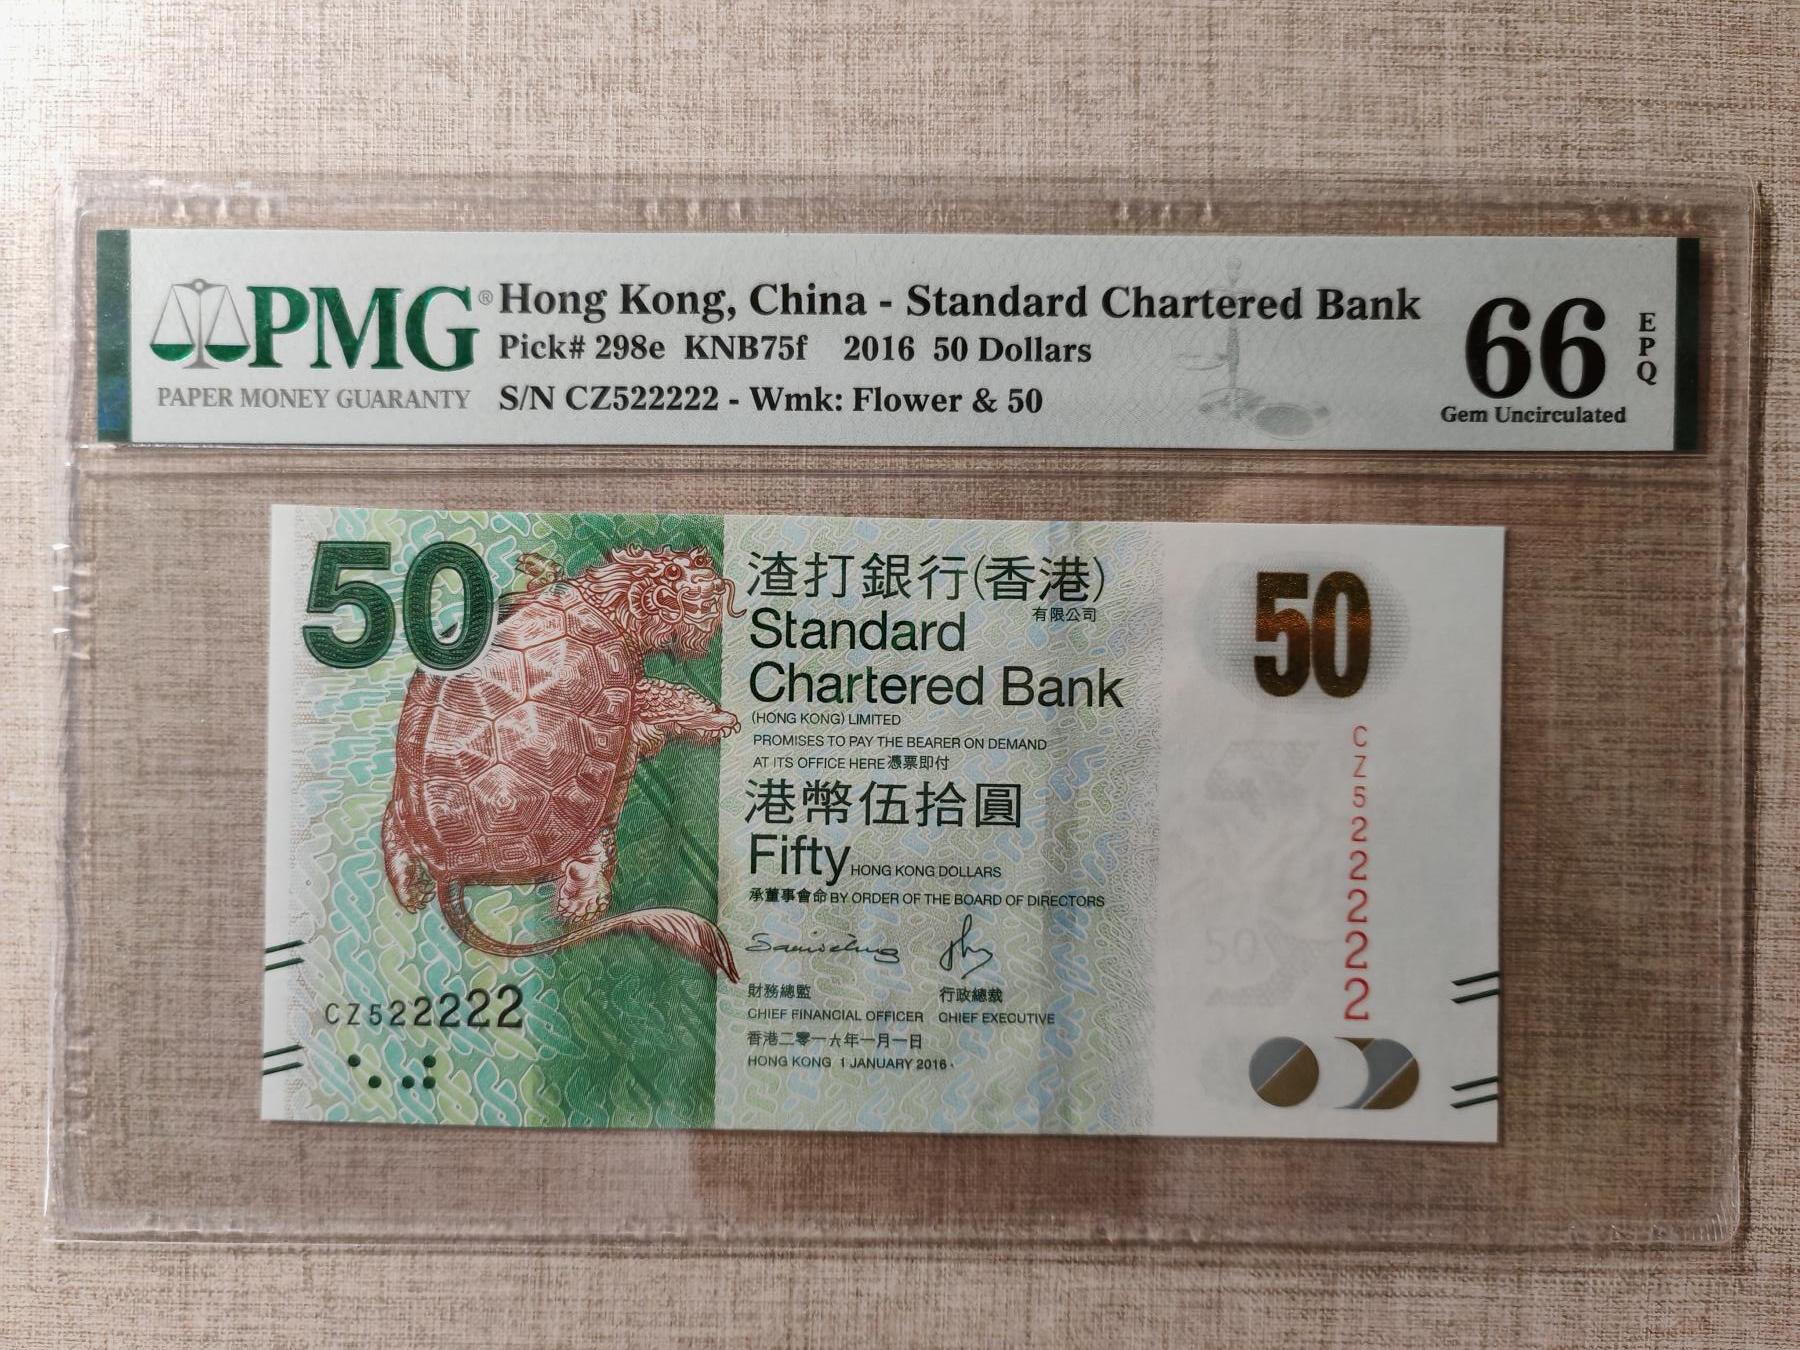 PMG®
PAPER MONEY GUARANTY
Hong Kong, China - Standard Chartered Bank
Pick# 298e KNB75f 2016 50 Dollars
S/N CZ522222 - Wmk: Flower & 50
66
EPQ
Gem Uncirculated
50
渣打銀行(香港)
有限公司
Standard
Chartered Bank
(HONG KONG) LIMITED
PROMISES TO PAY THE BEARER ON DEMAND
AT ITS OFFICE HERE 憑票即付
港幣伍拾圓
Fifty HONG KONG DOLLARS
承董事會命 BY ORDER OF THE BOARD OF DIRECTORS
財務總監 行政總裁
CHIEF FINANCIAL OFFICER CHIEF EXECUTIVE
香港二零一六年一月一日
HONG KONG 1 JANUARY 2016
CZ522222
50
CZ522222
50